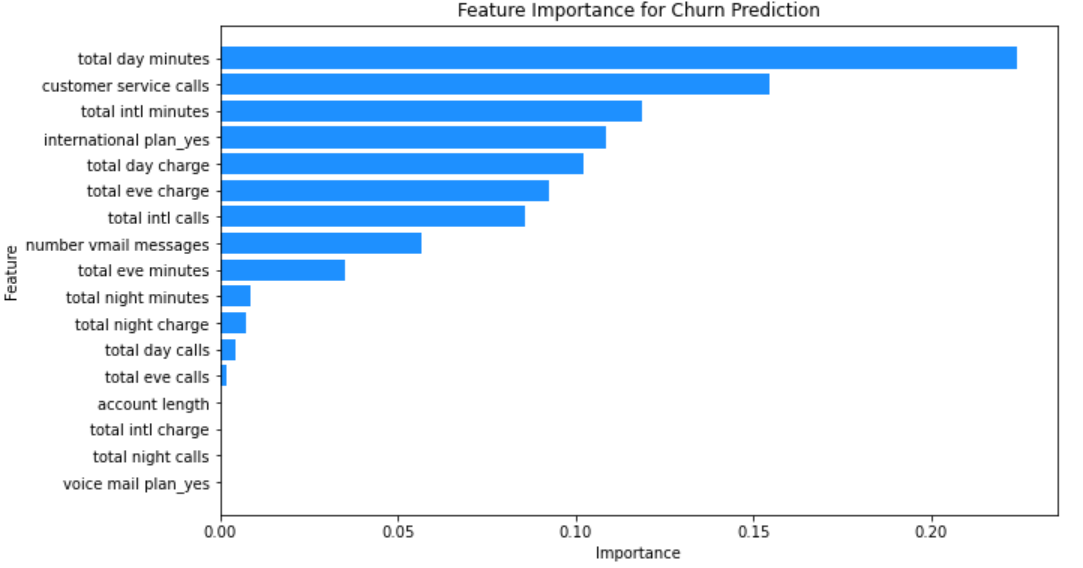 Feature Importance for Churn Prediction
total day minutes
customer service calls
total intl minutes
international plan_yes
total day charge
total eve charge
total intl calls
number vmail messages
total eve minutes
total night minutes
total night charge
total day calls
total eve calls
account length
total intl charge
total night calls
voice mail plan_yes
Feature
0.00 0.05 0.10 0.15 0.20
Importance